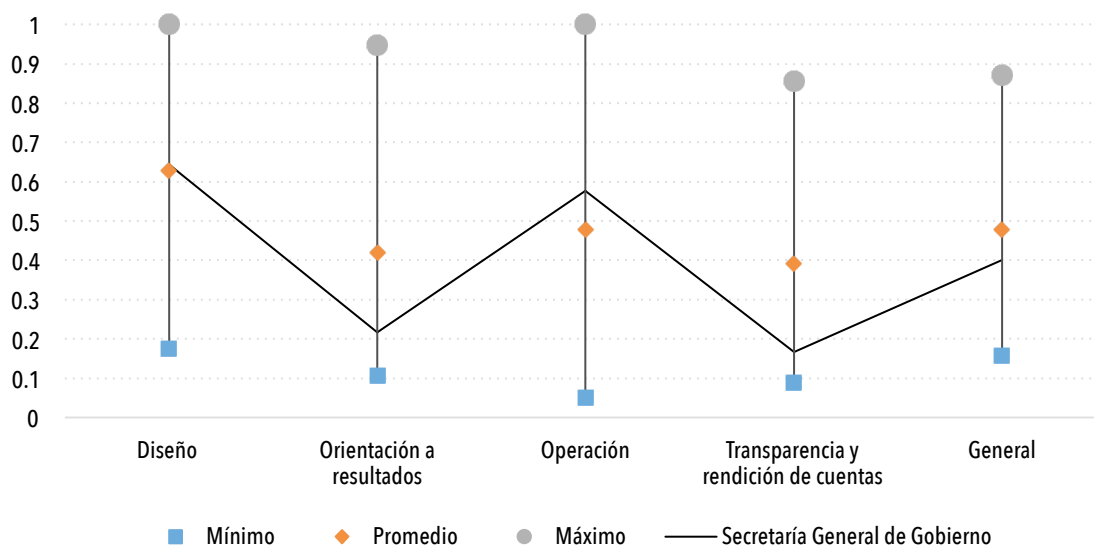 1
0.9
0.8
0.7
0.6
0.5
0.4
0.3
0.2
0.1
0
Diseño
Orientación a
resultados
Operación
Transparencia y
rendición de cuentas
General
Mínimo Promedio Máximo Secretaría General de Gobierno